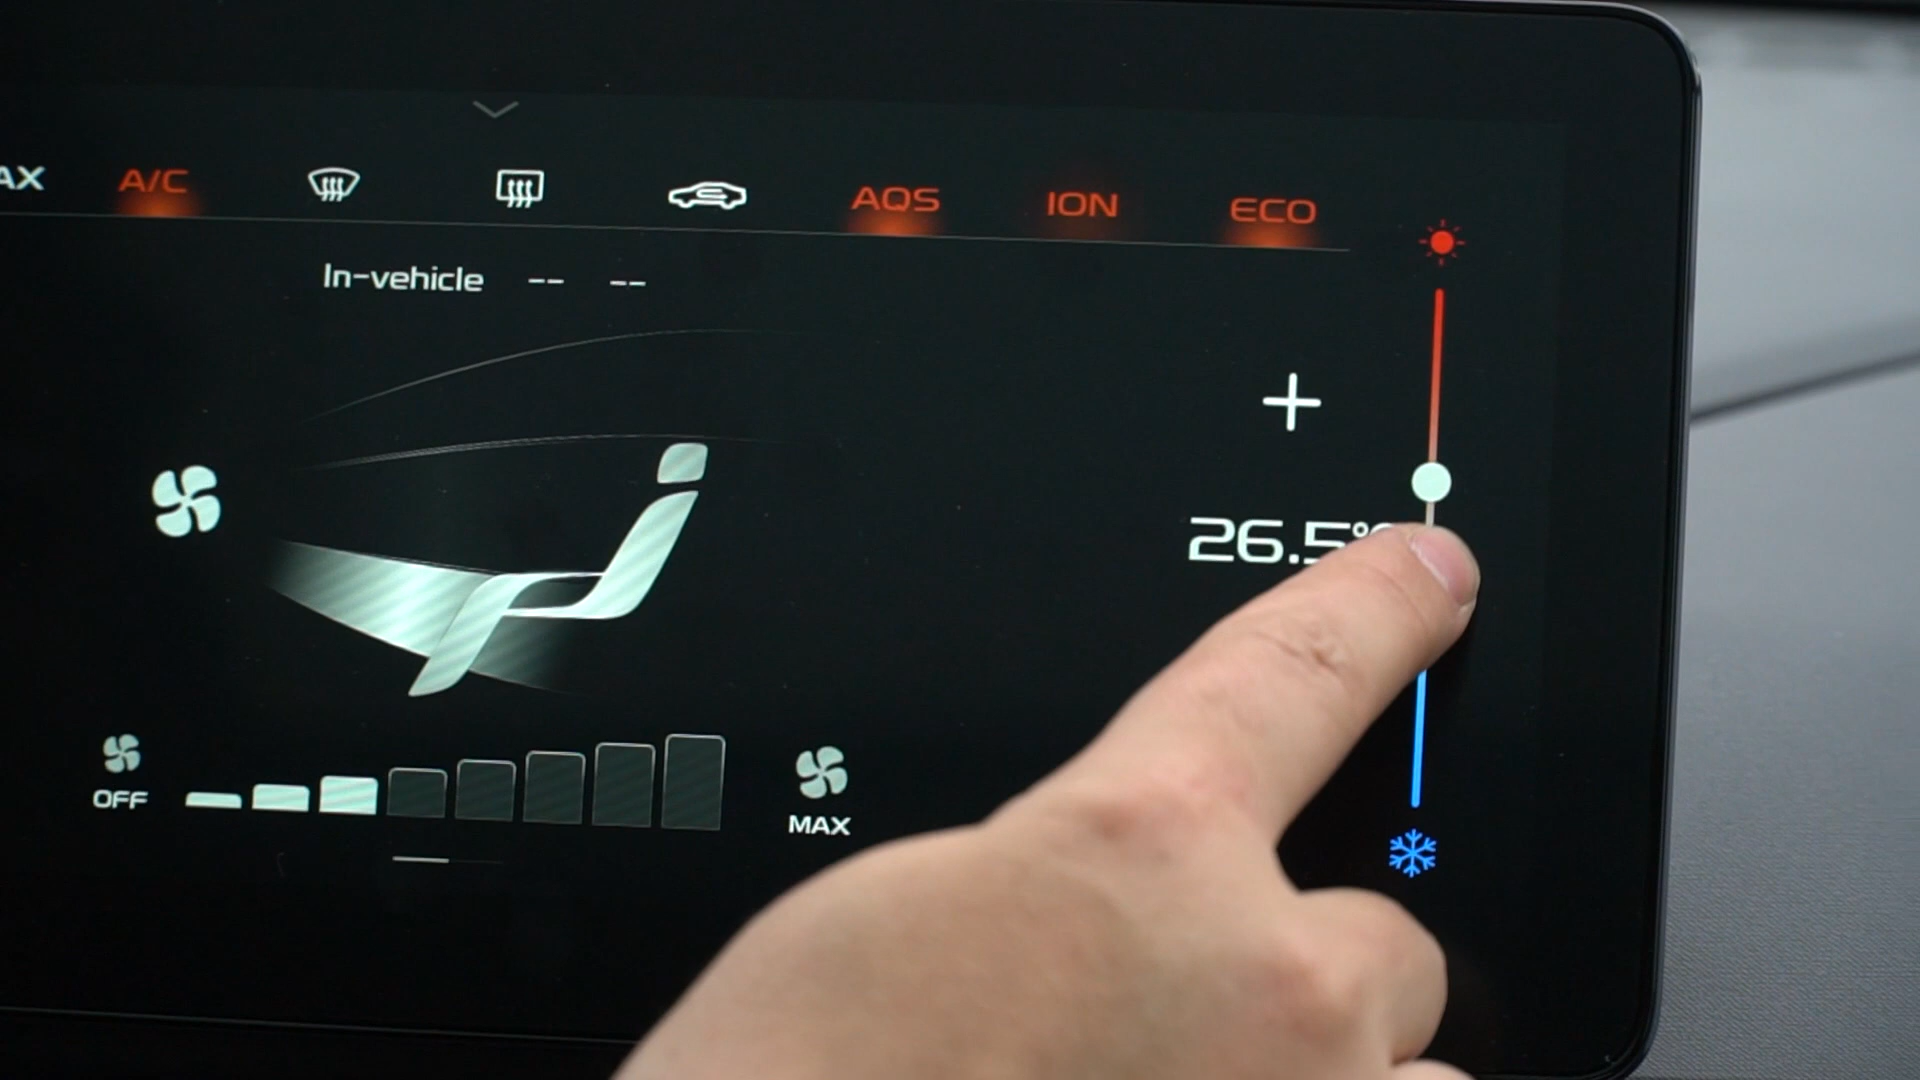 AX A/C AQS ION ECO
In-vehicle -- --
26.5°
OFF
MAX